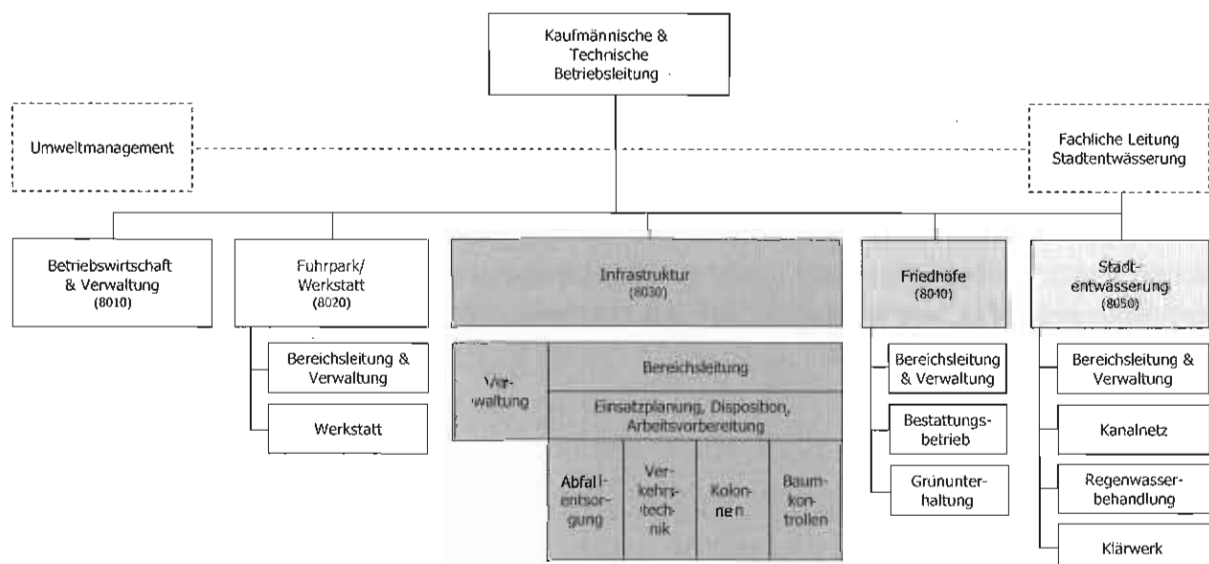 Kaufmännische &
Technische
Betriebsleitung
Umweltmanagement
Fachliche Leitung
Stadtentwässerung
Betriebswirtschaft
& Verwaltung
(8010)
Fuhrpark/
Werkstatt
(8020)
Infrastruktur
(8030)
Friedhöfe
(8040)
Stadt-
entwässerung
(8050)
Bereichsleitung &
Verwaltung
Werkstatt
Ver-
waltung
Bereichsleitung
Einsatzplanung, Disposition,
Arbeitsvorbereitung
Abfall-
entsor-
gung
Ver-
kehrs-
tech-
nik
Kolon-
nen
Baum-
kon-
trollen
Bereichsleitung
& Verwaltung
Bestattungs-
betrieb
Grünunter-
haltung
Bereichsleitung &
Verwaltung
Kanalnetz
Regenwasser-
behandlung
Klärwerk